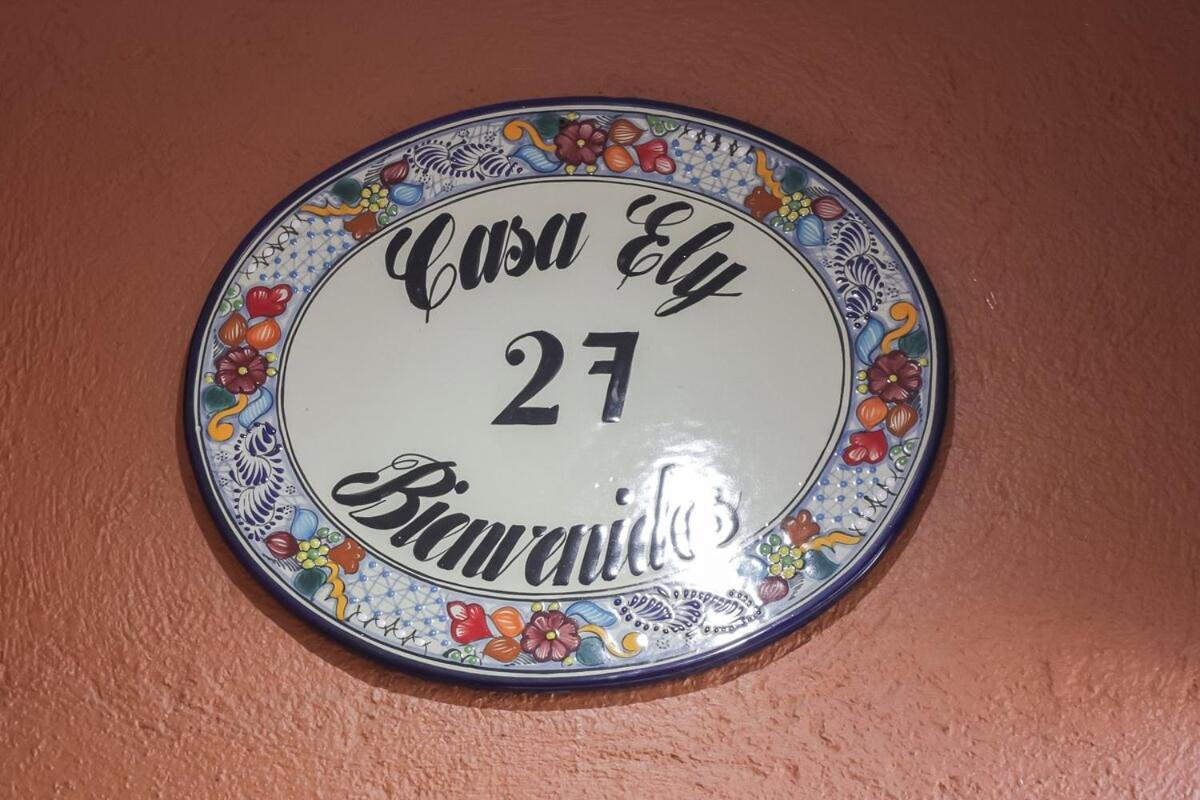 Casa Ely
27
Bienvenidos